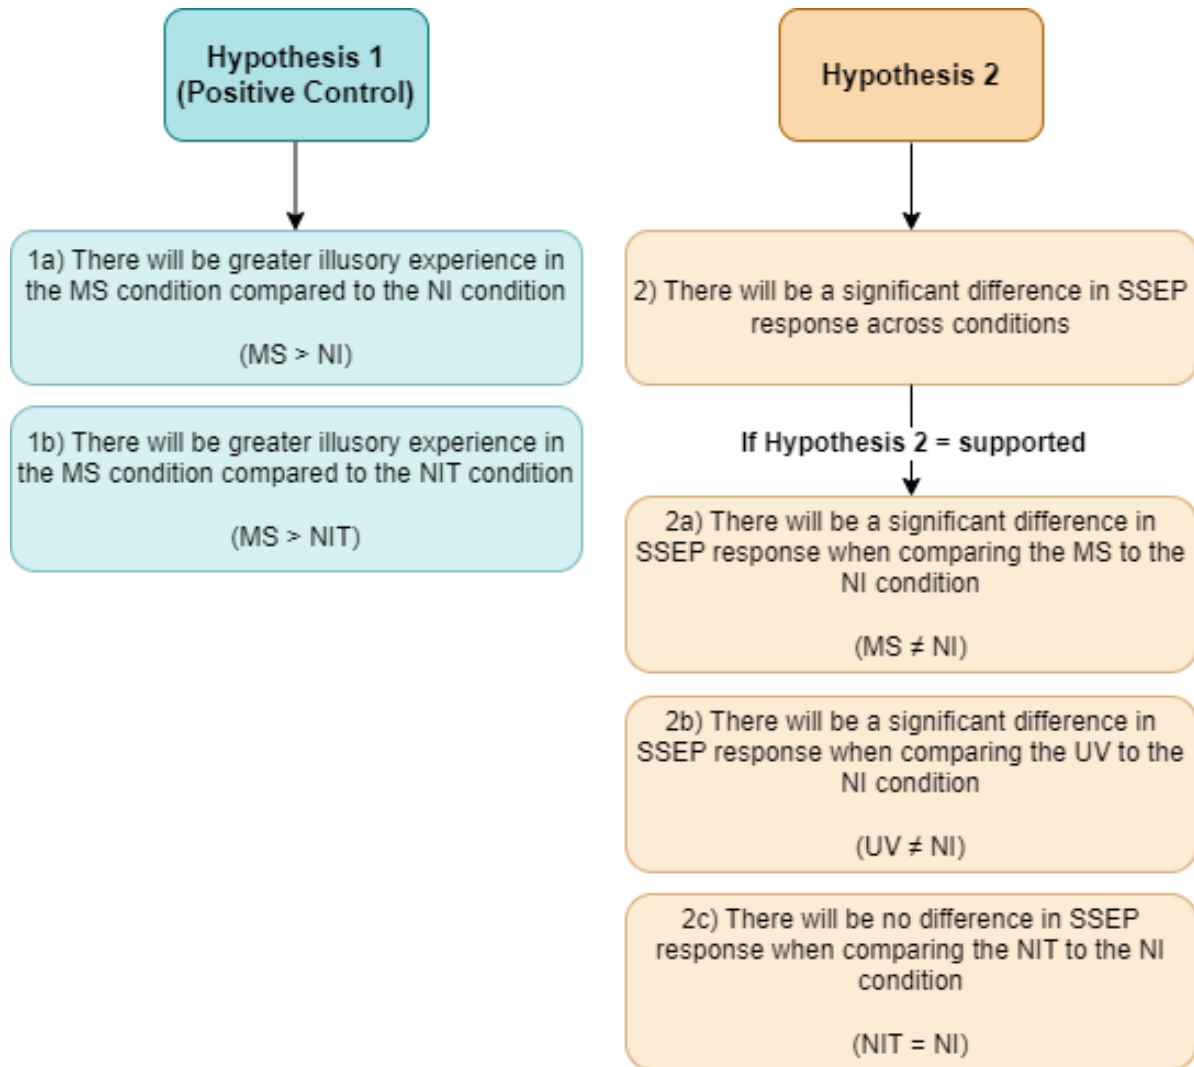 Hypothesis 1
(Positive Control)
1a) There will be greater illusory experience in
the MS condition compared to the NI condition
(MS > NI)
1b) There will be greater illusory experience in
the MS condition compared to the NIT condition
(MS > NIT)
Hypothesis 2
2) There will be a significant difference in SSEP
response across conditions
If Hypothesis 2 = supported
2a) There will be a significant difference in
SSEP response when comparing the MS to the
NI condition
(MS ≠ NI)
2b) There will be a significant difference in
SSEP response when comparing the UV to the
NI condition
(UV ≠ NI)
2c) There will be no difference in SSEP
response when comparing the NIT to the NI
condition
(NIT = NI)